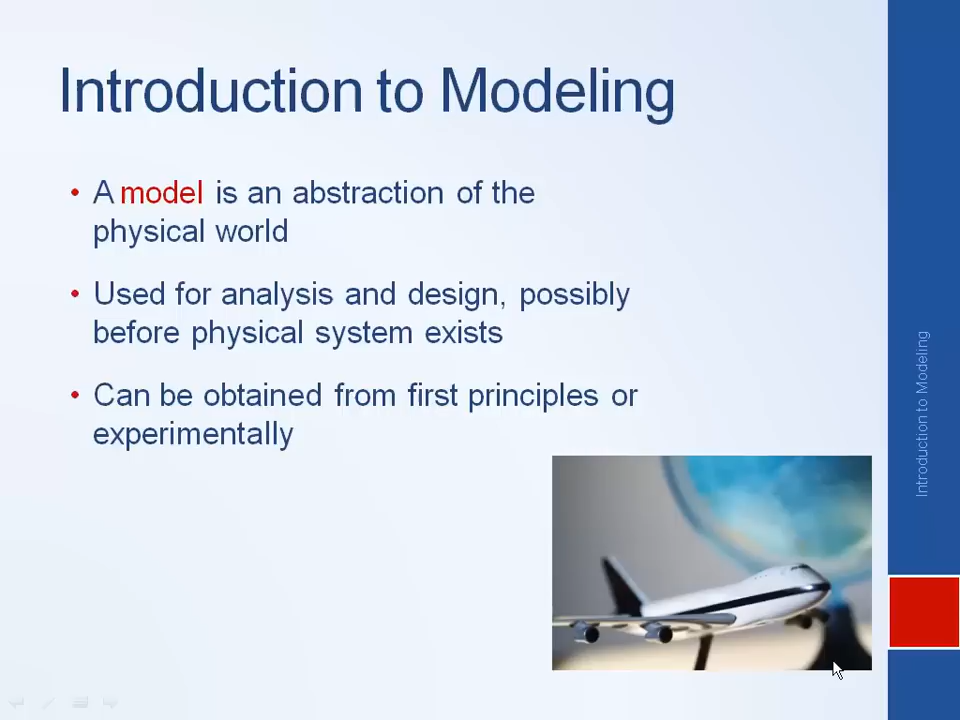 Introduction to Modeling
• A model is an abstraction of the
physical world
• Used for analysis and design, possibly
before physical system exists
• Can be obtained from first principles or
experimentally
Introduction to Modeling